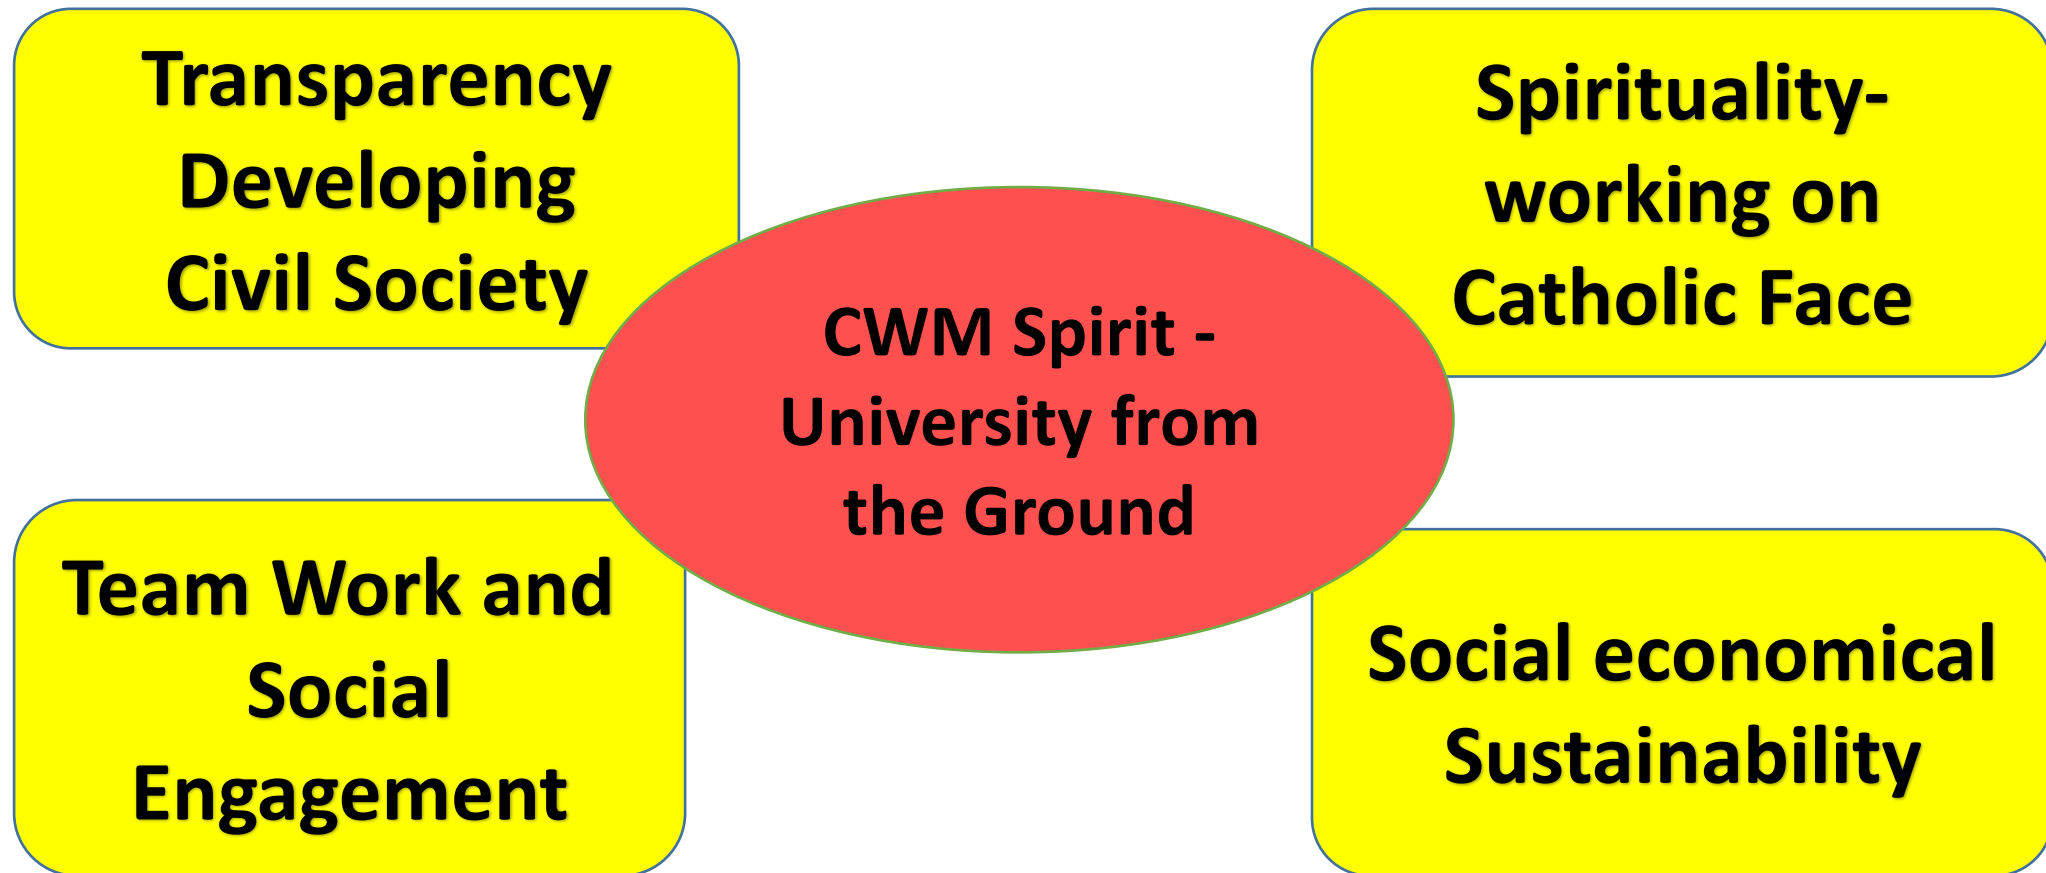 Transparency
Developing
Civil Society
Spirituality-
working on
Catholic Face
CWM Spirit -
University from
the Ground
Team Work and
Social
Engagement
Social economical
Sustainability